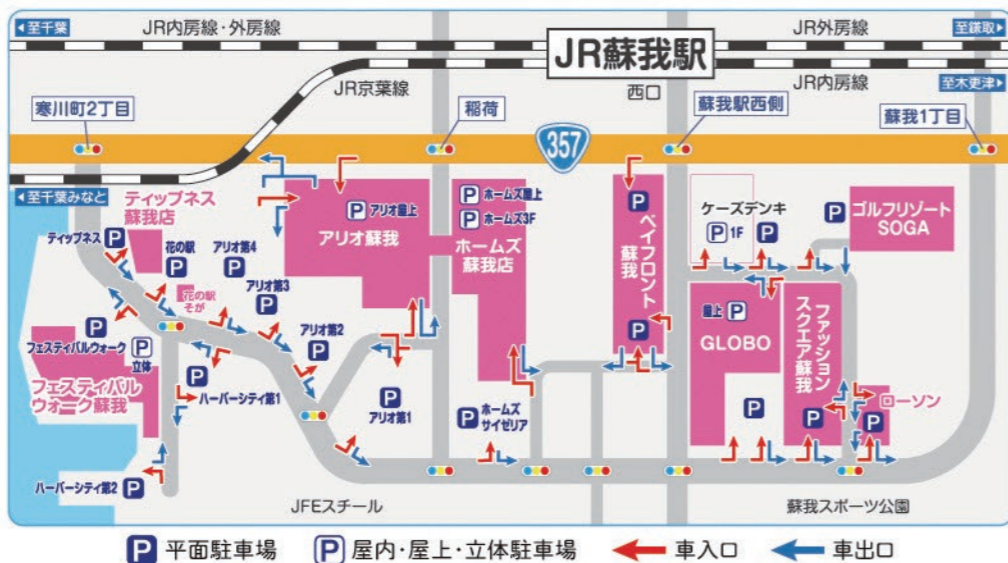 至千葉
JR内房線・外房線
JR外房線
至鎌取
JR蘇我駅
JR京葉線
西口
JR内房線
至木更津
寒川町2丁目
稲荷
357
蘇我駅西側
蘇我1丁目
至千葉みなと
ティップネス
蘇我店
ティップネス
P
花の駅
P
アリオ第4
P
アリオ第3
P
花の駅
そが
P アリオ屋上
アリオ蘇我
P ホームズ屋上
P ホームズ3F
ホームズ
蘇我店
P
ベイフロント
蘇我
P
ケーズデンキ
P 1F
P
P
ゴルフリゾート
SOGA
屋上 P
GLOBO
P
ファッション
スクエア蘇我
P
ローソン
P
アリオ第2
P
P
フェスティバルウォーク
P
立体
フェスティバル
ウォーク蘇我
P
ハーバーシティ第1
P
アリオ第1
P ホームズ
サイゼリア
ハーバーシティ第2 P
JFEスチール
蘇我スポーツ公園
P 平面駐車場
P 屋内・屋上・立体駐車場
車入口
車出口